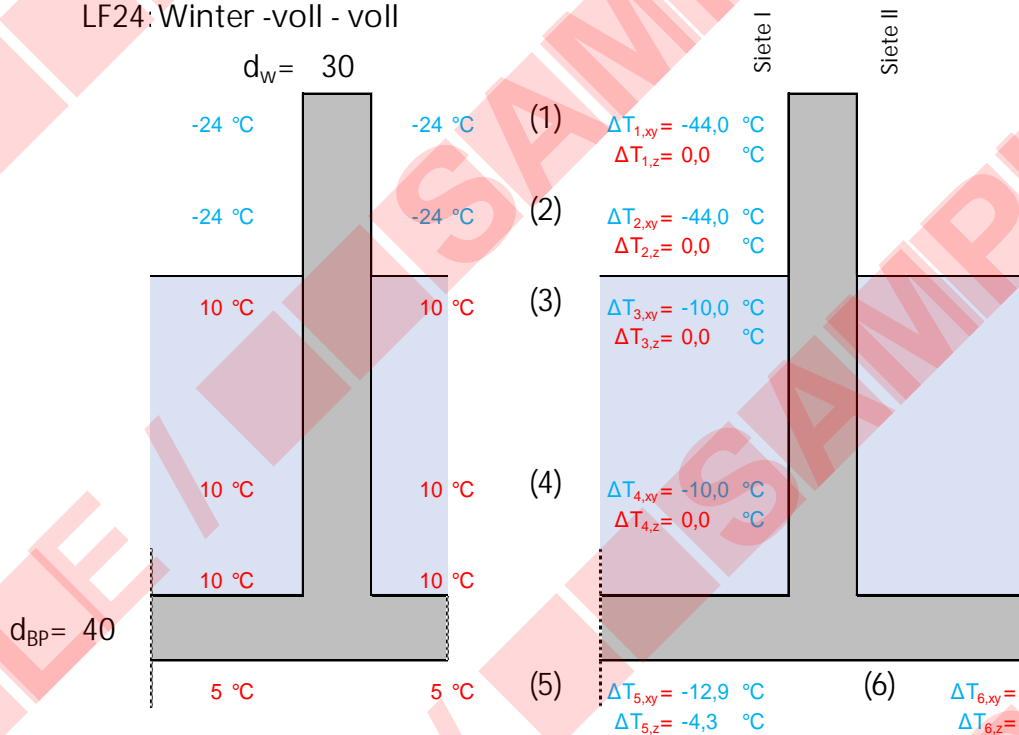 LF24: Winter -voll - voll
Siete I
Siete II
d_W= 30
-24 °C -24 °C (1) ΔT1,xy= -44,0 °C
ΔT1,z= 0,0 °C
-24 °C -24 °C (2) ΔT2,xy= -44,0 °C
ΔT2,z= 0,0 °C
10 °C 10 °C (3) ΔT3,xy= -10,0 °C
ΔT3,z= 0,0 °C
10 °C 10 °C (4) ΔT4,xy= -10,0 °C
ΔT4,z= 0,0 °C
10 °C 10 °C
d_BP= 40
5 °C 5 °C (5) ΔT5,xy= -12,9 °C (6) ΔT6,xy=
ΔT5,z= -4,3 °C ΔT6,z=